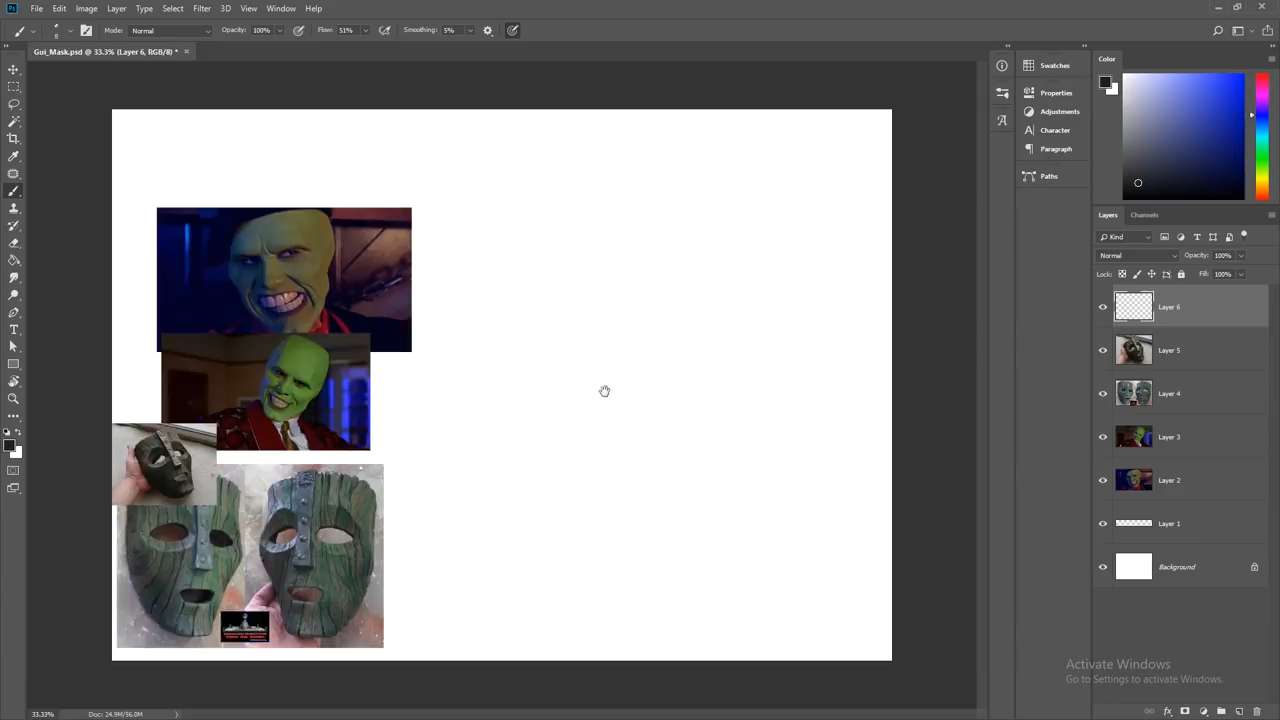 Ps File Edit Image Layer Type Select Filter 3D View Window Help
8 Mode: Normal Opacity: 100% Flow: 51% Smoothing: 5%
Gui_Mask.psd @ 33.3% (Layer 6, RGB/8) *
Swatches
Properties
Adjustments
Character
Paragraph
Paths
Color
Layers Channels
Kind
Normal Opacity: 100%
Lock: Fill: 100%
Layer 6
Layer 5
Layer 4
Layer 3
Layer 2
Layer 1
Background
Activate Windows
Go to Settings to activate Windows.
33.33% Doc: 24.9M/56.0M